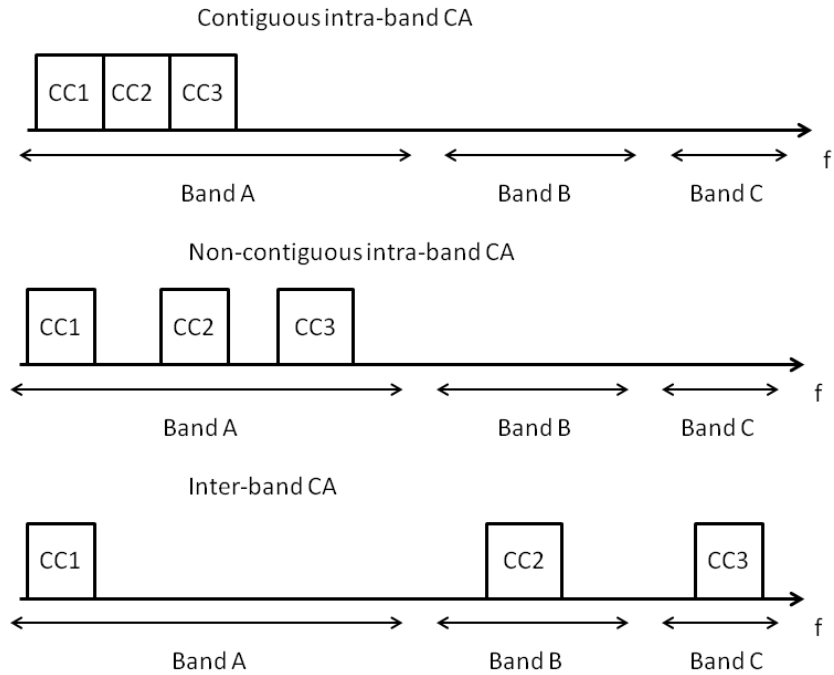 Contiguous intra-band CA
CC1 CC2 CC3
f
Band A Band B Band C
Non-contiguous intra-band CA
CC1 CC2 CC3
f
Band A Band B Band C
Inter-band CA
CC1 CC2 CC3
f
Band A Band B Band C